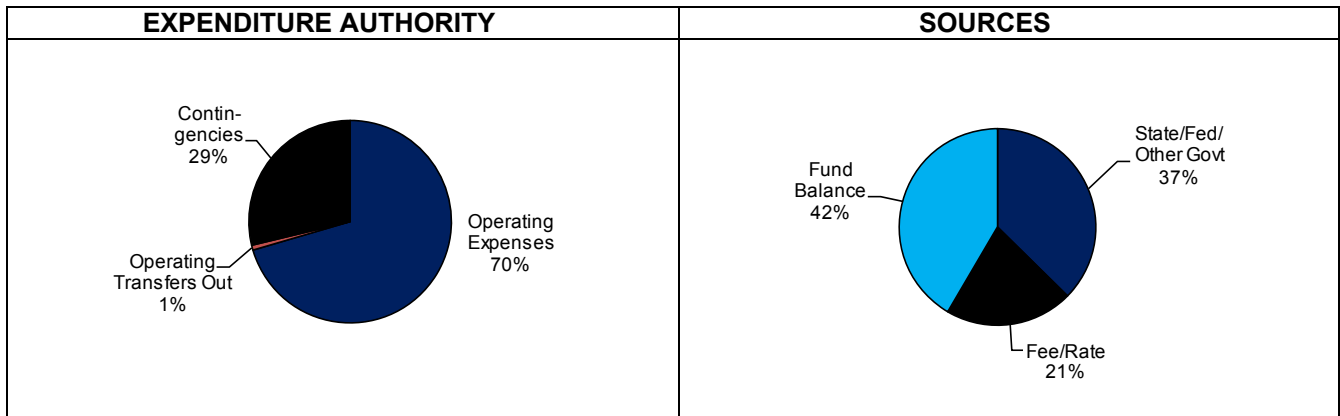 EXPENDITURE AUTHORITY
Contin-
gencies
29%
Operating
Expenses
70%
Operating
Transfers Out
1%
SOURCES
State/Fed/
Other Govt
37%
Fund
Balance
42%
Fee/Rate
21%